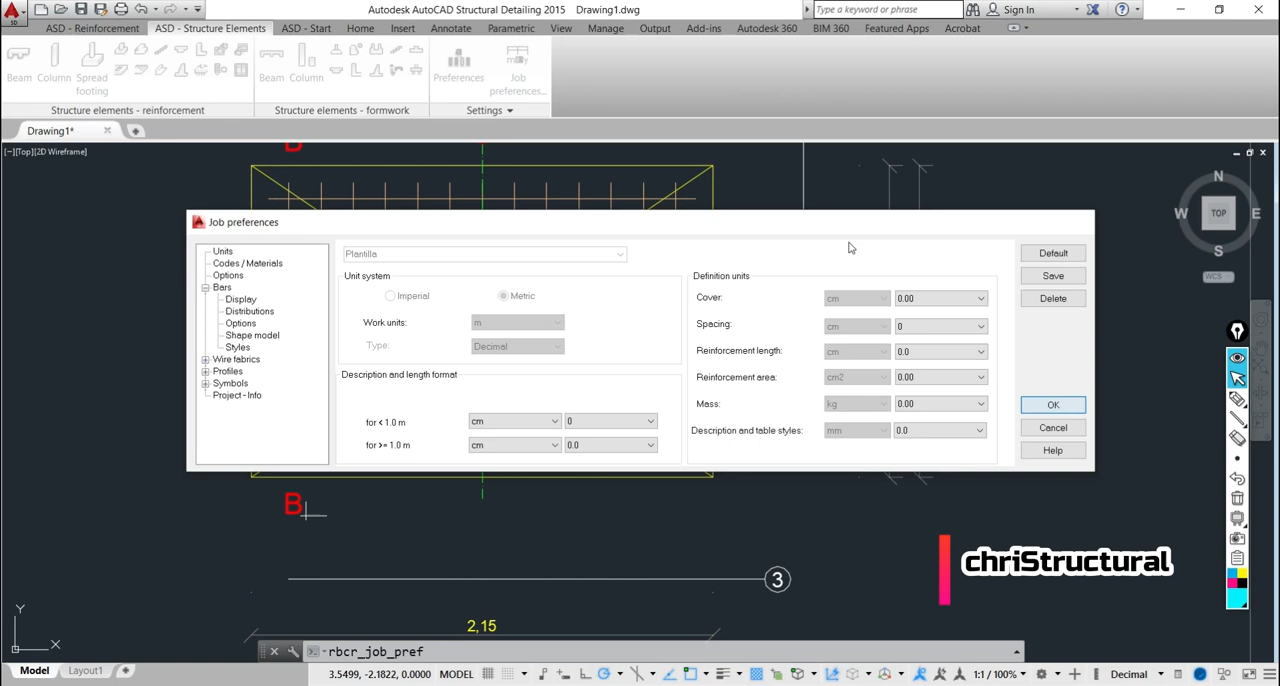 Autodesk AutoCAD Structural Detailing 2015 Drawing1.dwg
Type a keyword or phrase
Sign In
ASD - Reinforcement ASD - Structure Elements ASD - Start Home Insert Annotate Parametric View Manage Output Add-ins Autodesk 360 BIM 360 Featured Apps Acrobat
Beam Column Spread footing
Beam Column
Preferences Job preferences...
Structure elements - reinforcement
Structure elements - formwork
Settings
Drawing1*
[−][Top][2D Wireframe]
B
N
W TOP E
S
WCS
Job preferences
Units
Codes / Materials
Options
Bars
Display
Distributions
Options
Shape model
Styles
Wire fabrics
Profiles
Symbols
Project - Info
Plantilla
Unit system
Imperial Metric
Work units: m
Type: Decimal
Description and length format
for < 1.0 m cm 0
for >= 1.0 m cm 0.0
Definition units
Cover: cm 0.00
Spacing: cm 0
Reinforcement length: cm 0.0
Reinforcement area: cm2 0.00
Mass: kg 0.00
Description and table styles: mm 0.0
Default
Save
Delete
OK
Cancel
Help
B
3
2,15
chriStructural
Y
X
rbcr_job_pref
Model Layout1
3.5499, -2.1822, 0.0000 MODEL
1:1 / 100%
Decimal